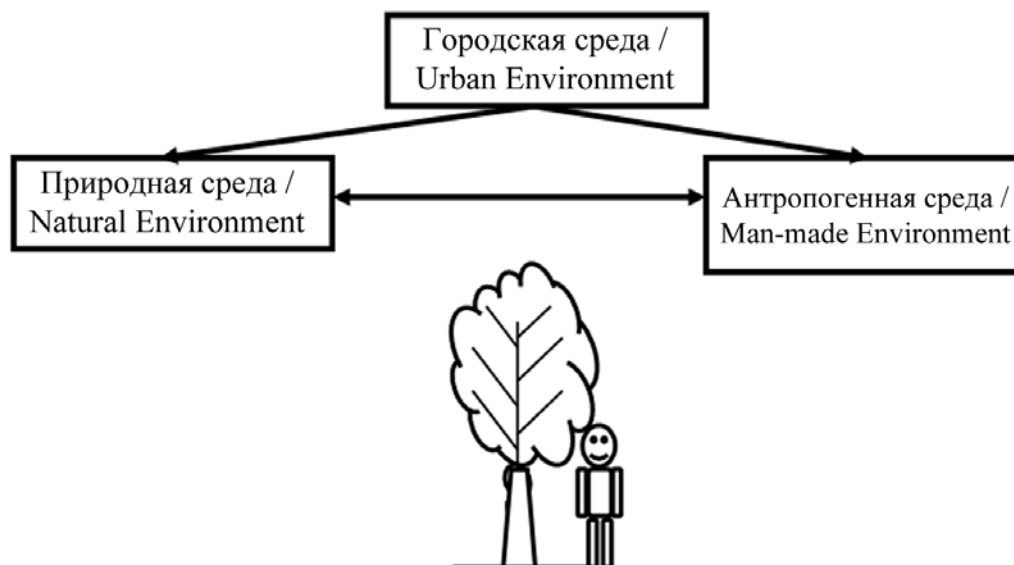 Городская среда /
Urban Environment
Природная среда /
Natural Environment
Антропогенная среда /
Man-made Environment